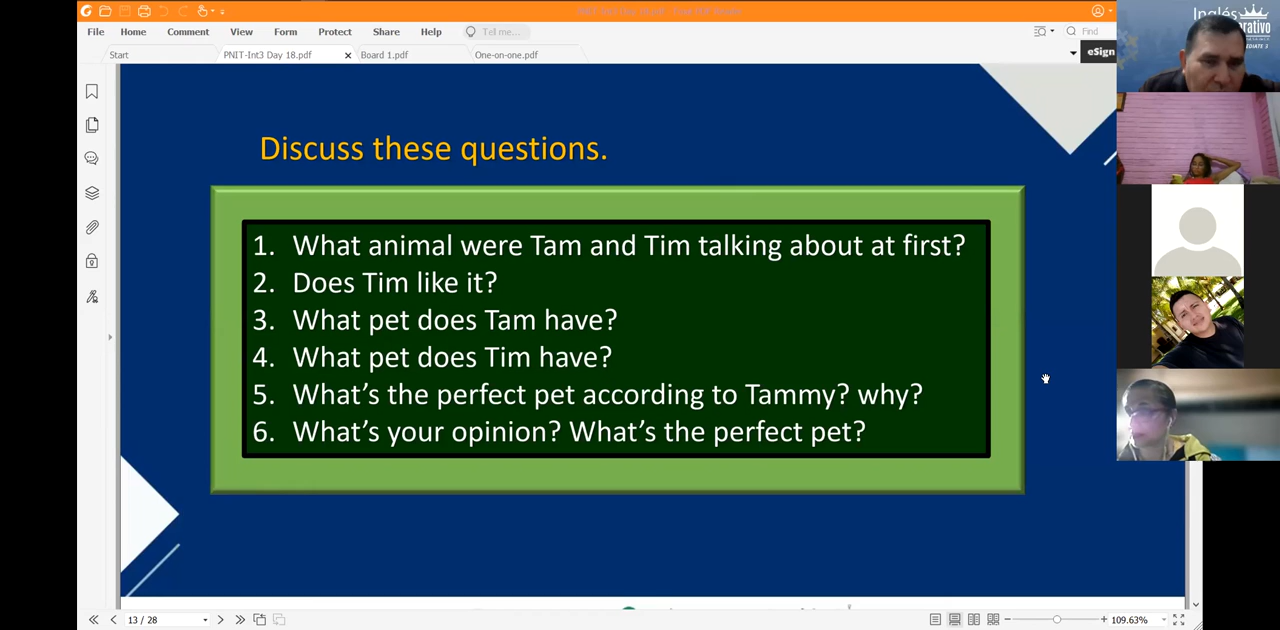 File Home Comment View Form Protect Share Help Tell me... Find
Start PNIT-Int3 Day 18.pdf Board 1.pdf One-on-one.pdf eSign
Inglés
Discuss these questions.
1. What animal were Tam and Tim talking about at first?
2. Does Tim like it?
3. What pet does Tam have?
4. What pet does Tim have?
5. What's the perfect pet according to Tammy? why?
6. What's your opinion? What's the perfect pet?
13 / 28 109.63%